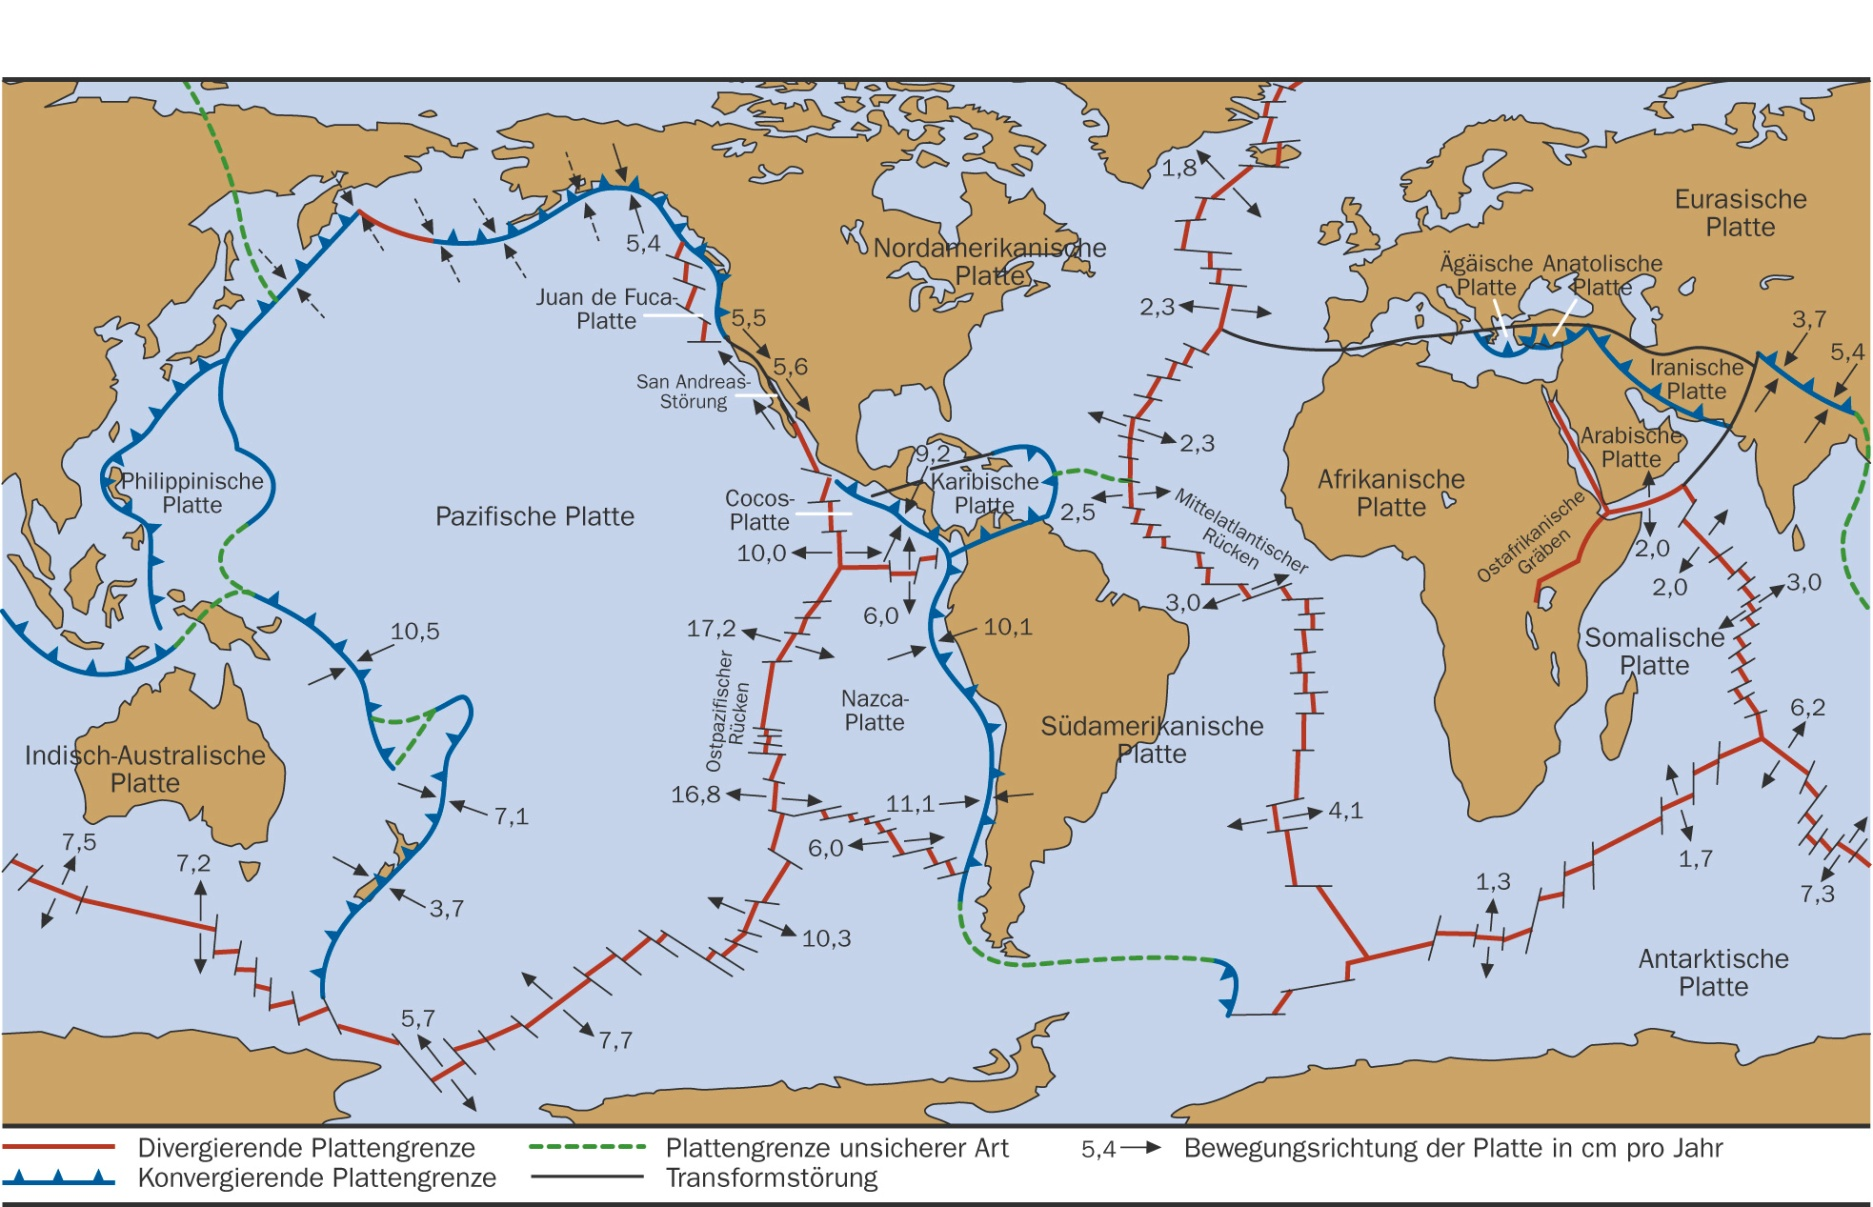 1,8
Eurasische
Platte
Nordamerikanische
Platte
5,4
Ägäische
Platte
Anatolische
Platte
Juan de Fuca-
Platte
2,3
5,5
3,7
5,4
5,6
San Andreas-
Störung
Iranische
Platte
2,3
Arabische
Platte
9,2
Philippinische
Platte
Karibische
Platte
Afrikanische
Platte
Cocos-
Platte
2,5
Mittelatlantischer
Rücken
Pazifische Platte
Ostafrikanische
Gräben
10,0
2,0
2,0
3,0
3,0
6,0
10,5
17,2
10,1
Somalische
Platte
Ostpazifischer
Rücken
Nazca-
Platte
6,2
Südamerikanische
Platte
Indisch-Australische
Platte
16,8
11,1
4,1
7,1
7,5
7,2
6,0
1,7
1,3
7,3
3,7
10,3
Antarktische
Platte
5,7
7,7
Divergierende Plattengrenze
Plattengrenze unsicherer Art
5,4
Bewegungsrichtung der Platte in cm pro Jahr
Konvergierende Plattengrenze
Transformstörung